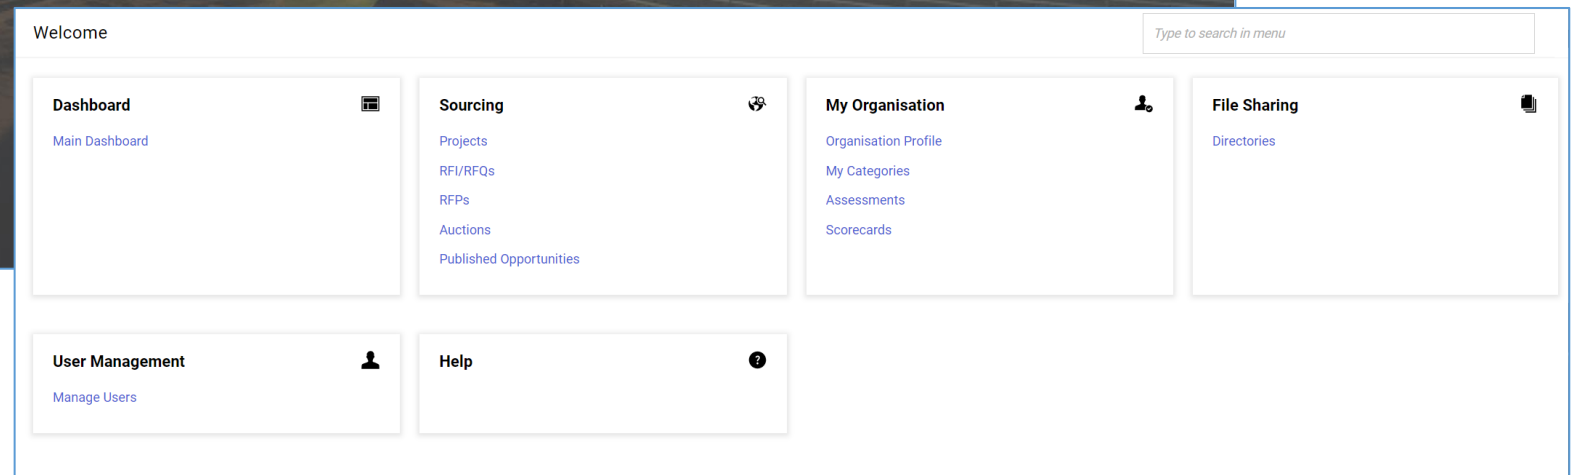 Welcome
Type to search in menu
Dashboard
Main Dashboard
Sourcing
Projects
RFI/RFQs
RFPs
Auctions
Published Opportunities
My Organisation
Organisation Profile
My Categories
Assessments
Scorecards
File Sharing
Directories
User Management
Manage Users
Help